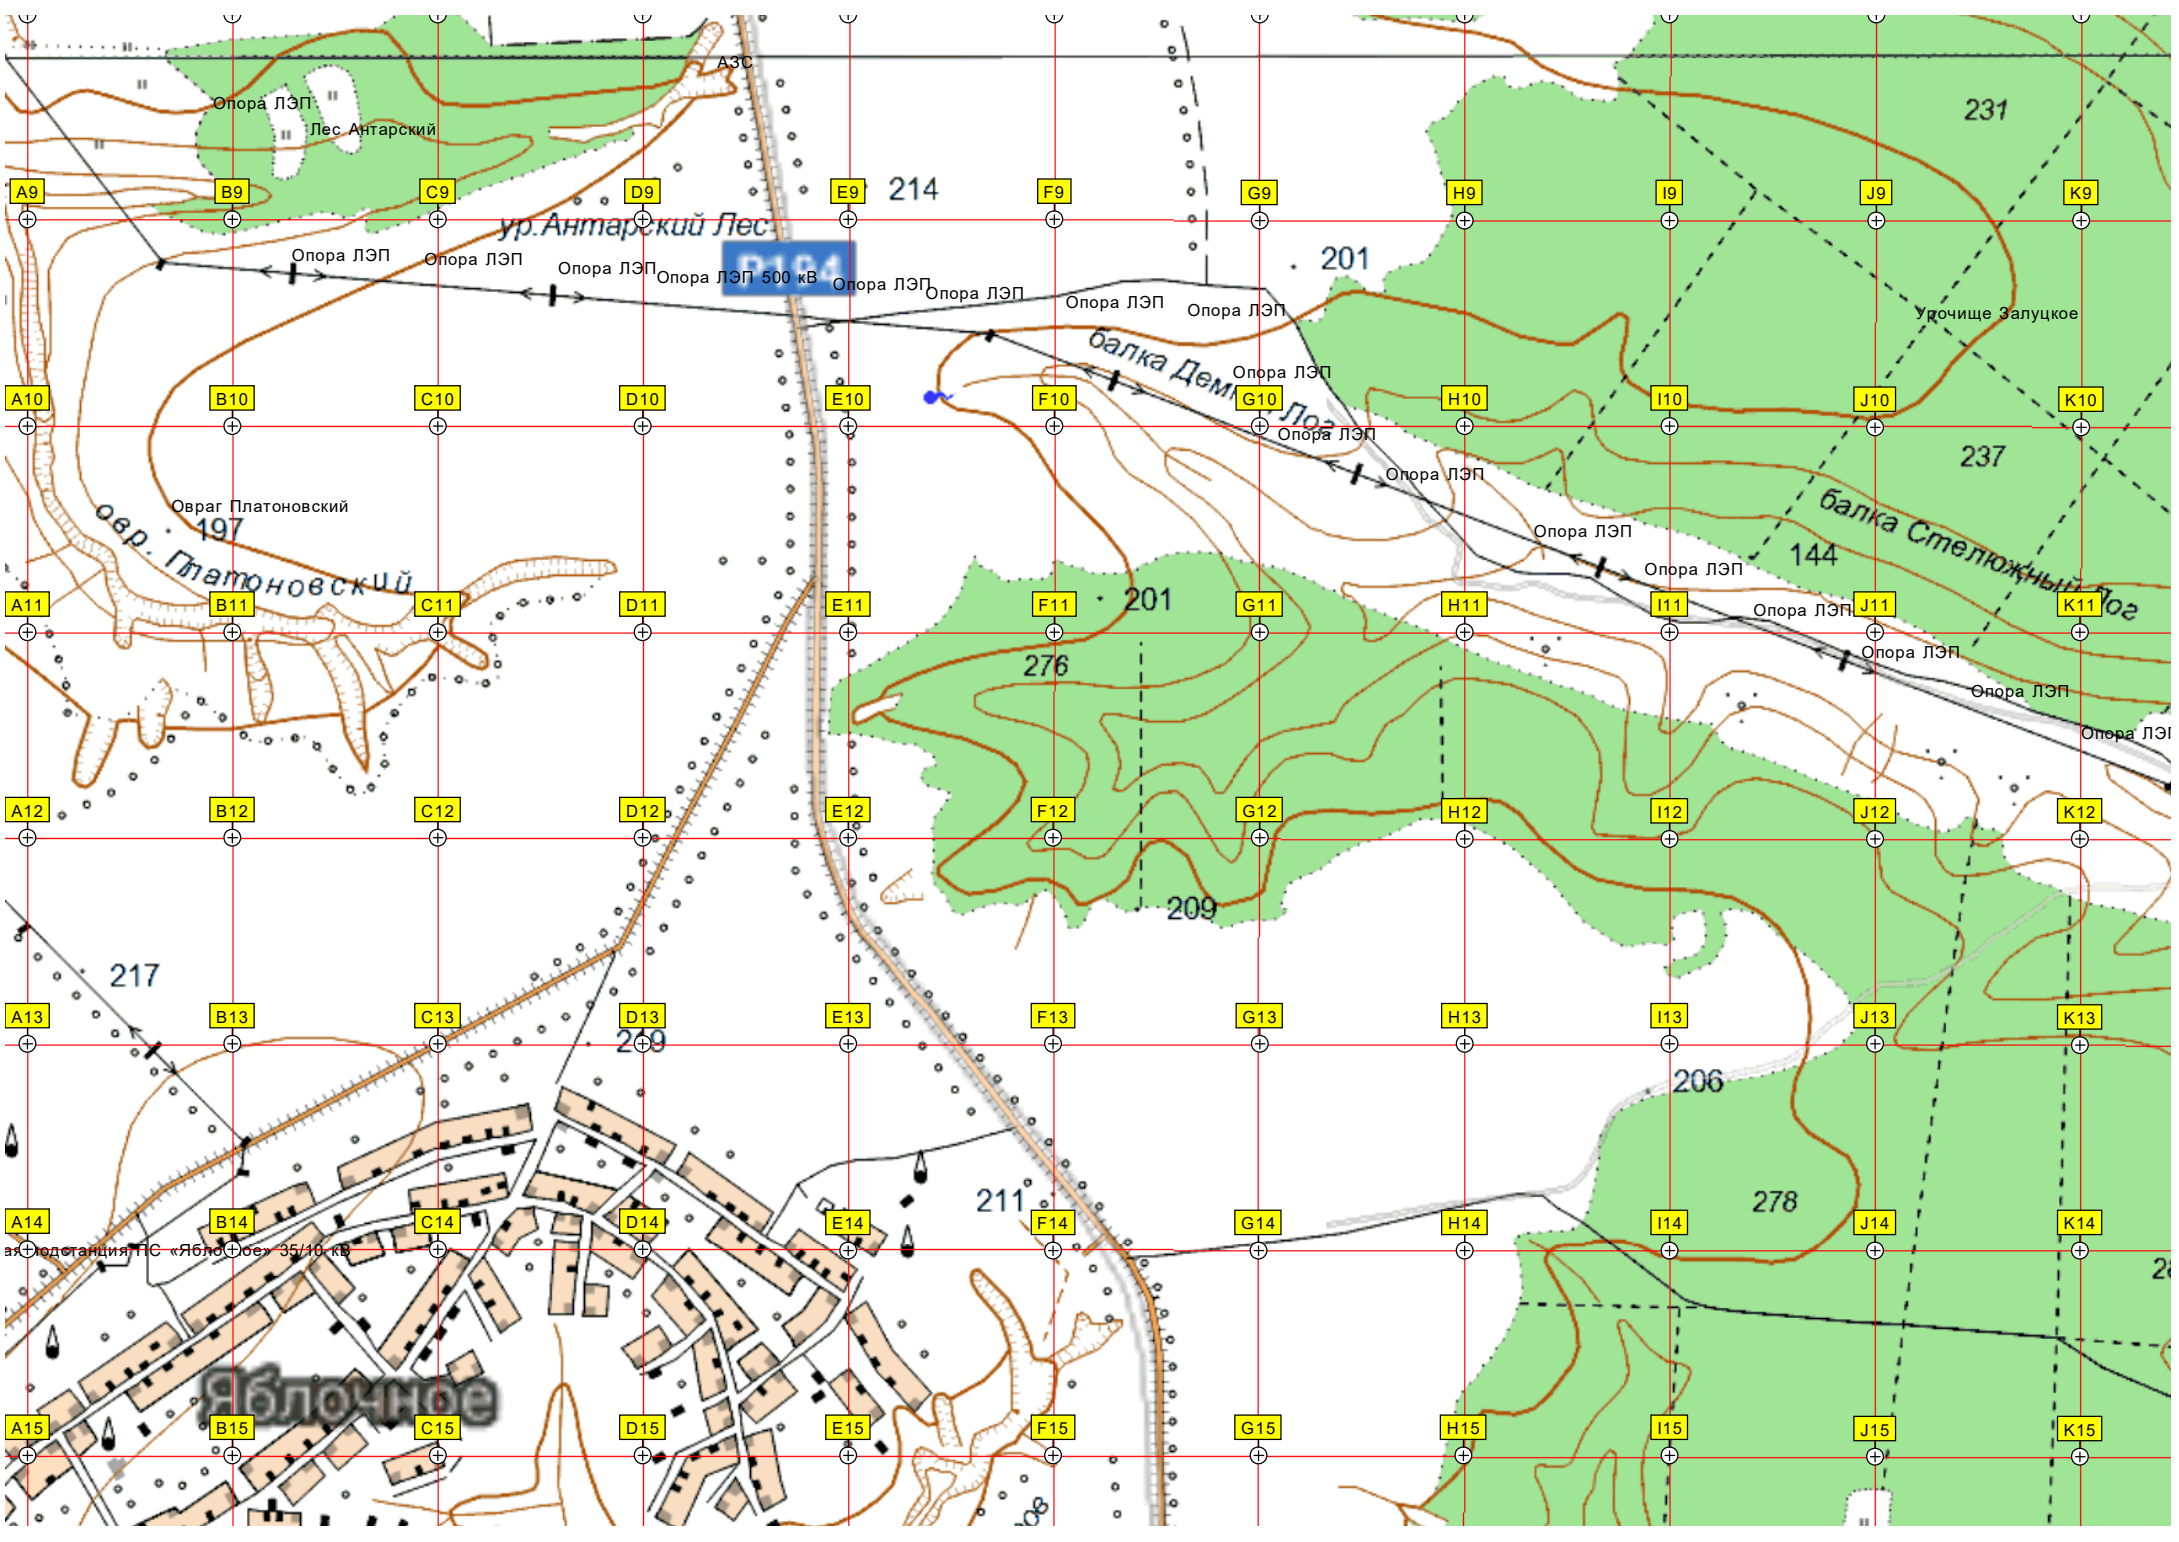 АЗС
Опора ЛЭП
Лес Антарский
231
A9 B9 C9 D9 E9 214 F9 G9 H9 I9 J9 K9
ур.Антарский Лес
Р194
201
Опора ЛЭП
Опора ЛЭП
Опора ЛЭП
Опора ЛЭП 500 кВ
Опора ЛЭП
Опора ЛЭП
Опора ЛЭП
Опора ЛЭП
Урочище Залуцкое
балка Демин Лог
Опора ЛЭП
A10 B10 C10 D10 E10 F10 G10 H10 I10 J10 K10
Опора ЛЭП
237
Опора ЛЭП
Овраг Платоновский
197
овр. Платоновский
балка Стелюжный Лог
Опора ЛЭП
144
Опора ЛЭП
A11 B11 C11 D11 E11 F11 201 G11 H11 I11 J11 K11
Опора ЛЭП
276
Опора ЛЭП
Опора ЛЭП
Опора ЛЭП
A12 B12 C12 D12 E12 F12 G12 H12 I12 J12 K12
209
217
A13 B13 C13 D13 E13 F13 G13 H13 I13 J13 K13
219
206
211
278
A14 B14 C14 D14 E14 F14 G14 H14 I14 J14 K14
ая подстанция ПС «Яблочное» 35/10 кВ
Яблочное
A15 B15 C15 D15 E15 F15 G15 H15 I15 J15 K15